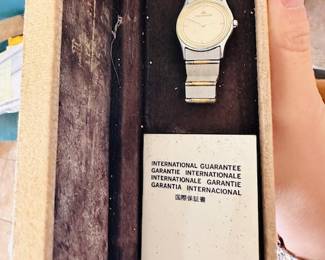 INTERNATIONAL GUARANTEE
GARANTIE INTERNATIONALE
INTERNATIONALE GARANTIE
GARANTIA INTERNACIONAL
国際保証書